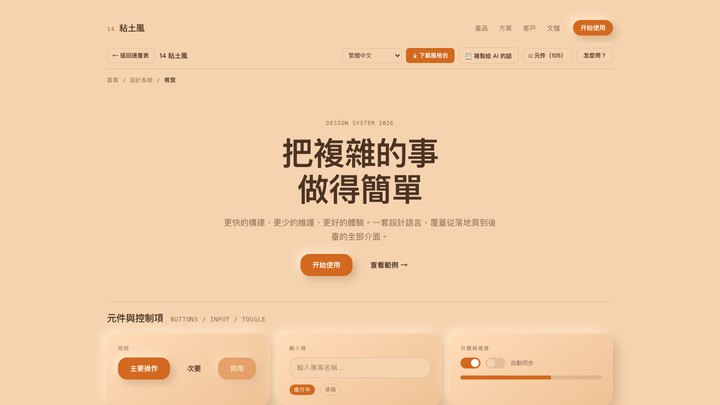 14 粘土風
產品 方案 客戶 文檔 开始使用
← 返回速查表 14 粘土風 繁體中文 下載風格包 複製給 AI 的話 元件（105） 怎麼用？
首頁 / 設計系統 / 概覽
DESIGN SYSTEM 2026
把複雜的事
做得簡單
更快的構建、更少的維護、更好的體驗。一套設計語言，覆蓋從落地頁到後
臺的全部介面。
开始使用 查看範例 →
元件與控制項 BUTTONS / INPUT / TOGGLE
按鈕
主要操作 次要 禁用
輸入框
輸入專案名稱…
進行中 草稿
開關與進度
自動同步